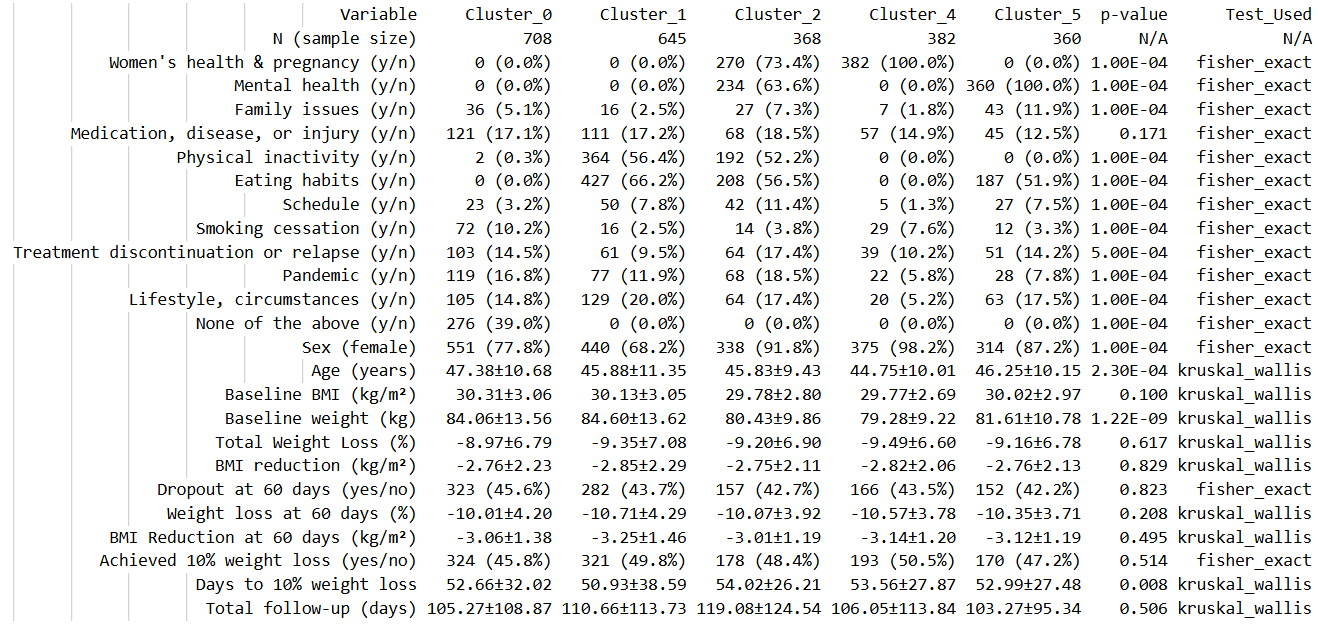 Variable Cluster_0 Cluster_1 Cluster_2 Cluster_4 Cluster_5 p-value Test_Used
N (sample size) 708 645 368 382 360 N/A N/A
Women's health & pregnancy (y/n) 0 (0.0%) 0 (0.0%) 270 (73.4%) 382 (100.0%) 0 (0.0%) 1.00E-04 fisher_exact
Mental health (y/n) 0 (0.0%) 0 (0.0%) 234 (63.6%) 0 (0.0%) 360 (100.0%) 1.00E-04 fisher_exact
Family issues (y/n) 36 (5.1%) 16 (2.5%) 27 (7.3%) 7 (1.8%) 43 (11.9%) 1.00E-04 fisher_exact
Medication, disease, or injury (y/n) 121 (17.1%) 111 (17.2%) 68 (18.5%) 57 (14.9%) 45 (12.5%) 0.171 fisher_exact
Physical inactivity (y/n) 2 (0.3%) 364 (56.4%) 192 (52.2%) 0 (0.0%) 0 (0.0%) 1.00E-04 fisher_exact
Eating habits (y/n) 0 (0.0%) 427 (66.2%) 208 (56.5%) 0 (0.0%) 187 (51.9%) 1.00E-04 fisher_exact
Schedule (y/n) 23 (3.2%) 50 (7.8%) 42 (11.4%) 5 (1.3%) 27 (7.5%) 1.00E-04 fisher_exact
Smoking cessation (y/n) 72 (10.2%) 16 (2.5%) 14 (3.8%) 29 (7.6%) 12 (3.3%) 1.00E-04 fisher_exact
Treatment discontinuation or relapse (y/n) 103 (14.5%) 61 (9.5%) 64 (17.4%) 39 (10.2%) 51 (14.2%) 5.00E-04 fisher_exact
Pandemic (y/n) 119 (16.8%) 77 (11.9%) 68 (18.5%) 22 (5.8%) 28 (7.8%) 1.00E-04 fisher_exact
Lifestyle, circumstances (y/n) 105 (14.8%) 129 (20.0%) 64 (17.4%) 20 (5.2%) 63 (17.5%) 1.00E-04 fisher_exact
None of the above (y/n) 276 (39.0%) 0 (0.0%) 0 (0.0%) 0 (0.0%) 0 (0.0%) 1.00E-04 fisher_exact
Sex (female) 551 (77.8%) 440 (68.2%) 338 (91.8%) 375 (98.2%) 314 (87.2%) 1.00E-04 fisher_exact
Age (years) 47.38±10.68 45.88±11.35 45.83±9.43 44.75±10.01 46.25±10.15 2.30E-04 kruskal_wallis
Baseline BMI (kg/m²) 30.31±3.06 30.13±3.05 29.78±2.80 29.77±2.69 30.02±2.97 0.100 kruskal_wallis
Baseline weight (kg) 84.06±13.56 84.60±13.62 80.43±9.86 79.28±9.22 81.61±10.78 1.22E-09 kruskal_wallis
Total Weight Loss (%) -8.97±6.79 -9.35±7.08 -9.20±6.90 -9.49±6.60 -9.16±6.78 0.617 kruskal_wallis
BMI reduction (kg/m²) -2.76±2.23 -2.85±2.29 -2.75±2.11 -2.82±2.06 -2.76±2.13 0.829 kruskal_wallis
Dropout at 60 days (yes/no) 323 (45.6%) 282 (43.7%) 157 (42.7%) 166 (43.5%) 152 (42.2%) 0.823 fisher_exact
Weight loss at 60 days (%) -10.01±4.20 -10.71±4.29 -10.07±3.92 -10.57±3.78 -10.35±3.71 0.208 kruskal_wallis
BMI Reduction at 60 days (kg/m²) -3.06±1.38 -3.25±1.46 -3.01±1.19 -3.14±1.20 -3.12±1.19 0.495 kruskal_wallis
Achieved 10% weight loss (yes/no) 324 (45.8%) 321 (49.8%) 178 (48.4%) 193 (50.5%) 170 (47.2%) 0.514 fisher_exact
Days to 10% weight loss 52.66±32.02 50.93±38.59 54.02±26.21 53.56±27.87 52.99±27.48 0.008 kruskal_wallis
Total follow-up (days) 105.27±108.87 110.66±113.73 119.08±124.54 106.05±113.84 103.27±95.34 0.506 kruskal_wallis